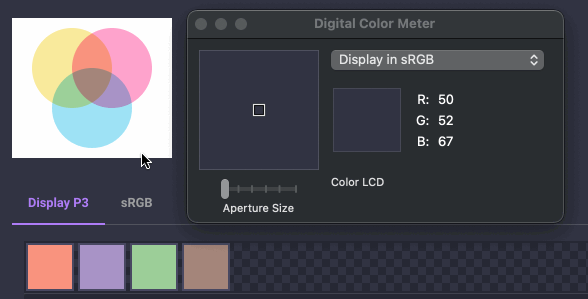 Digital Color Meter
Display in sRGB
R: 50
G: 52
B: 67
Color LCD
Aperture Size
Display P3
sRGB